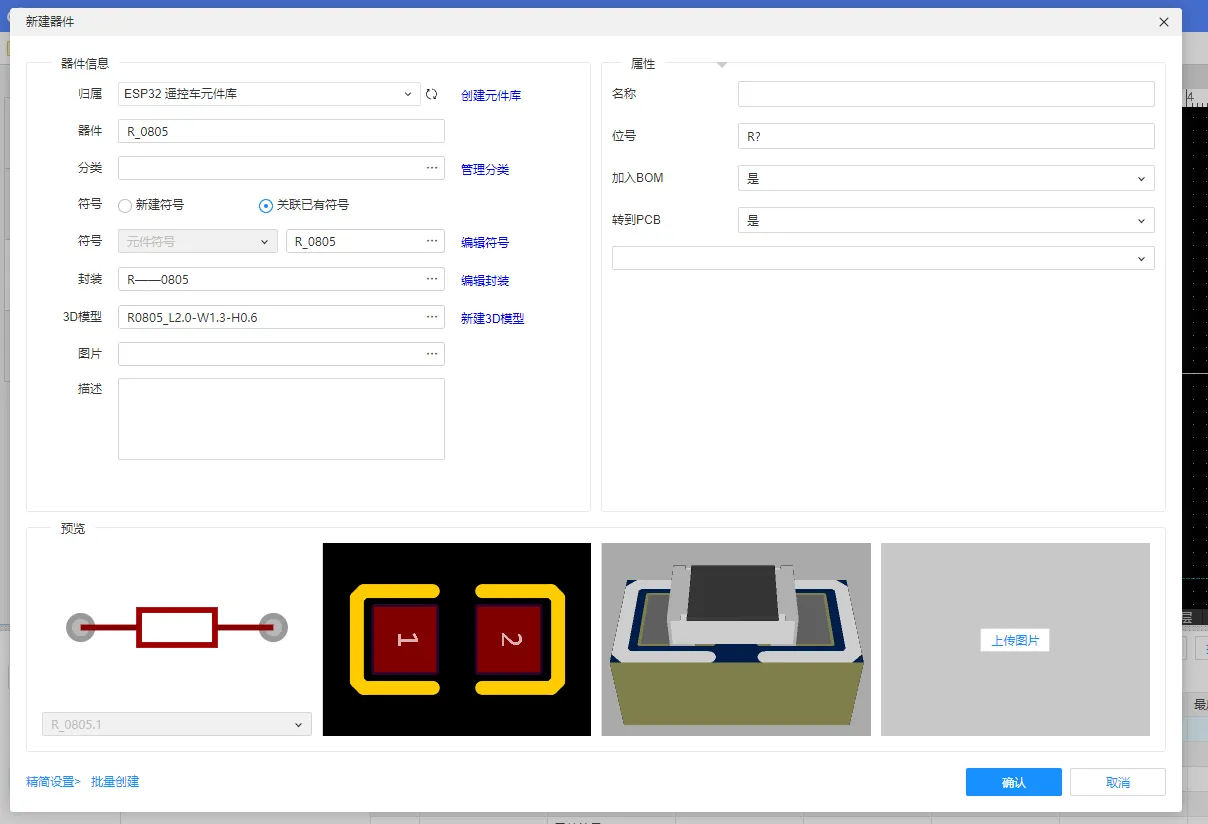 新建器件
器件信息
归属 ESP32 遥控车元件库 创建元件库
器件 R_0805
分类 ... 管理分类
符号 新建符号 关联已有符号
符号 元件符号 R_0805 ... 编辑符号
封装 R——0805 ... 编辑封装
3D模型 R0805_L2.0-W1.3-H0.6 ... 新建3D模型
图片 ...
描述
属性
名称
位号 R?
加入BOM 是
转到PCB 是
预览
1 2
上传图片
R_0805.1
精简设置> 批量创建
确认 取消
4
层